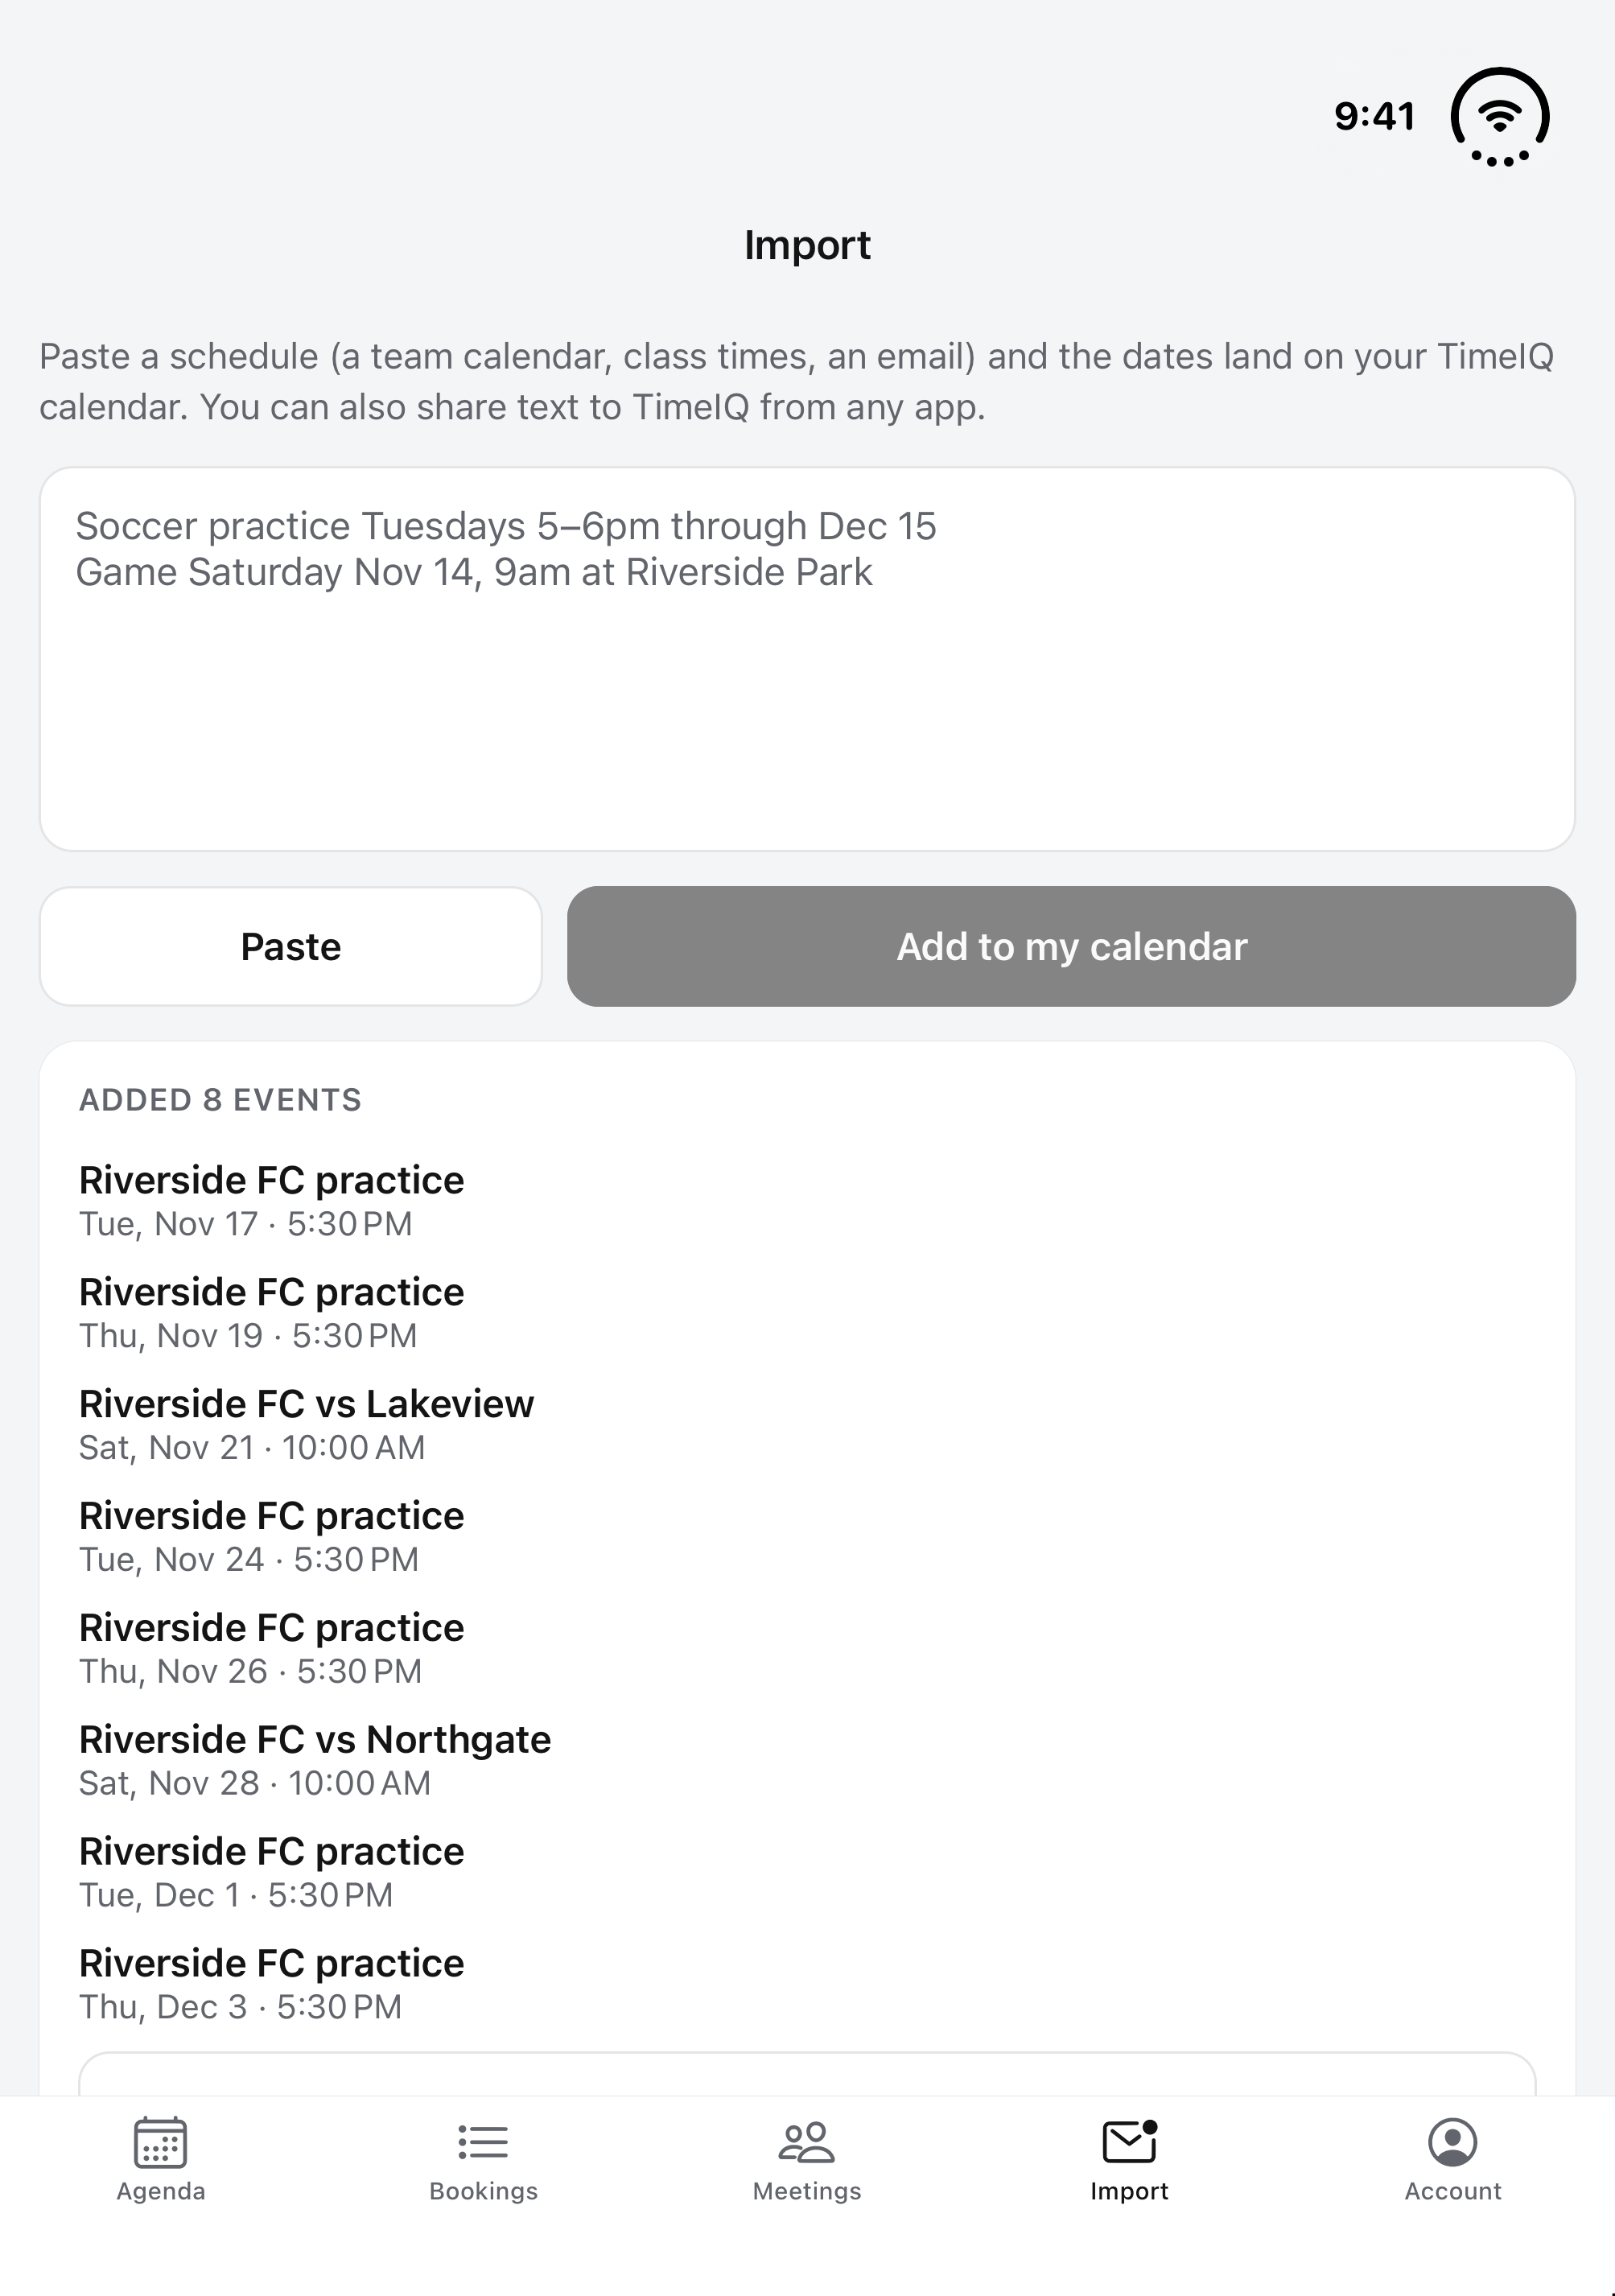 9:41
Import
Paste a schedule (a team calendar, class times, an email) and the dates land on your TimeIQ
calendar. You can also share text to TimeIQ from any app.
Soccer practice Tuesdays 5–6pm through Dec 15
Game Saturday Nov 14, 9am at Riverside Park
Paste
Add to my calendar
ADDED 8 EVENTS
Riverside FC practice
Tue, Nov 17 · 5:30 PM
Riverside FC practice
Thu, Nov 19 · 5:30 PM
Riverside FC vs Lakeview
Sat, Nov 21 · 10:00 AM
Riverside FC practice
Tue, Nov 24 · 5:30 PM
Riverside FC practice
Thu, Nov 26 · 5:30 PM
Riverside FC vs Northgate
Sat, Nov 28 · 10:00 AM
Riverside FC practice
Tue, Dec 1 · 5:30 PM
Riverside FC practice
Thu, Dec 3 · 5:30 PM
Agenda
Bookings
Meetings
Import
Account